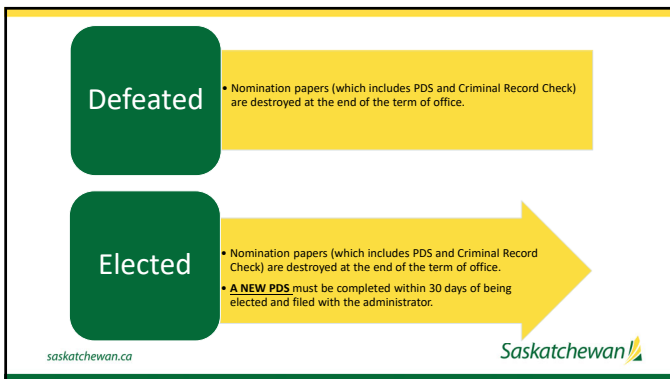 Defeated
• Nomination papers (which includes PDS and Criminal Record Check)
are destroyed at the end of the term of office.
Elected
• Nomination papers (which includes PDS and Criminal Record
Check) are destroyed at the end of the term of office.
• A NEW PDS must be completed within 30 days of being
elected and filed with the administrator.
saskatchewan.ca
Saskatchewan